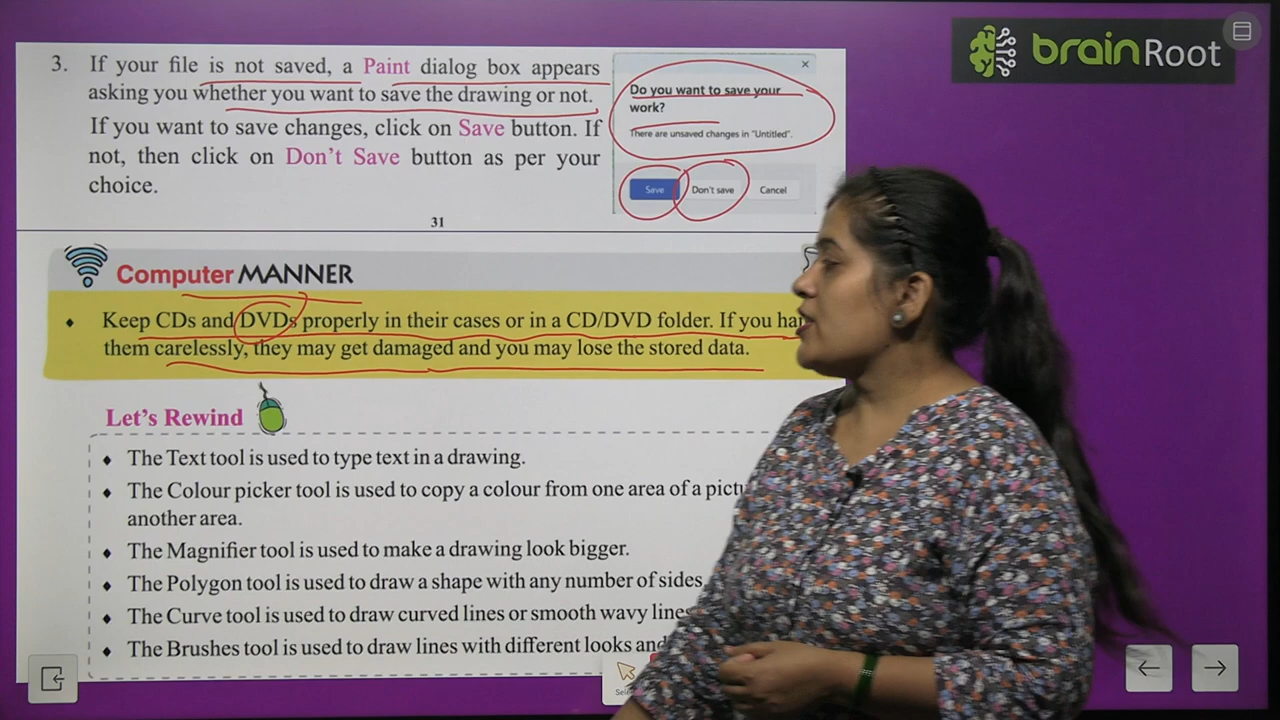 brainRoot
3. If your file is not saved, a Paint dialog box appears
asking you whether you want to save the drawing or not.
If you want to save changes, click on Save button. If
not, then click on Don't Save button as per your
choice.
Do you want to save your
work?
There are unsaved changes in "Untitled".
Save Don't save Cancel
31
Computer MANNER
Keep CDs and DVDs properly in their cases or in a CD/DVD folder. If you
them carelessly, they may get damaged and you may lose the stored data.
Let's Rewind
The Text tool is used to type text in a drawing.
The Colour picker tool is used to copy a colour from one area of a
another area.
The Magnifier tool is used to make a drawing look bigger.
The Polygon tool is used to draw a shape with any number of sides.
The Curve tool is used to draw curved lines or smooth wavy lines
The Brushes tool is used to draw lines with different looks and